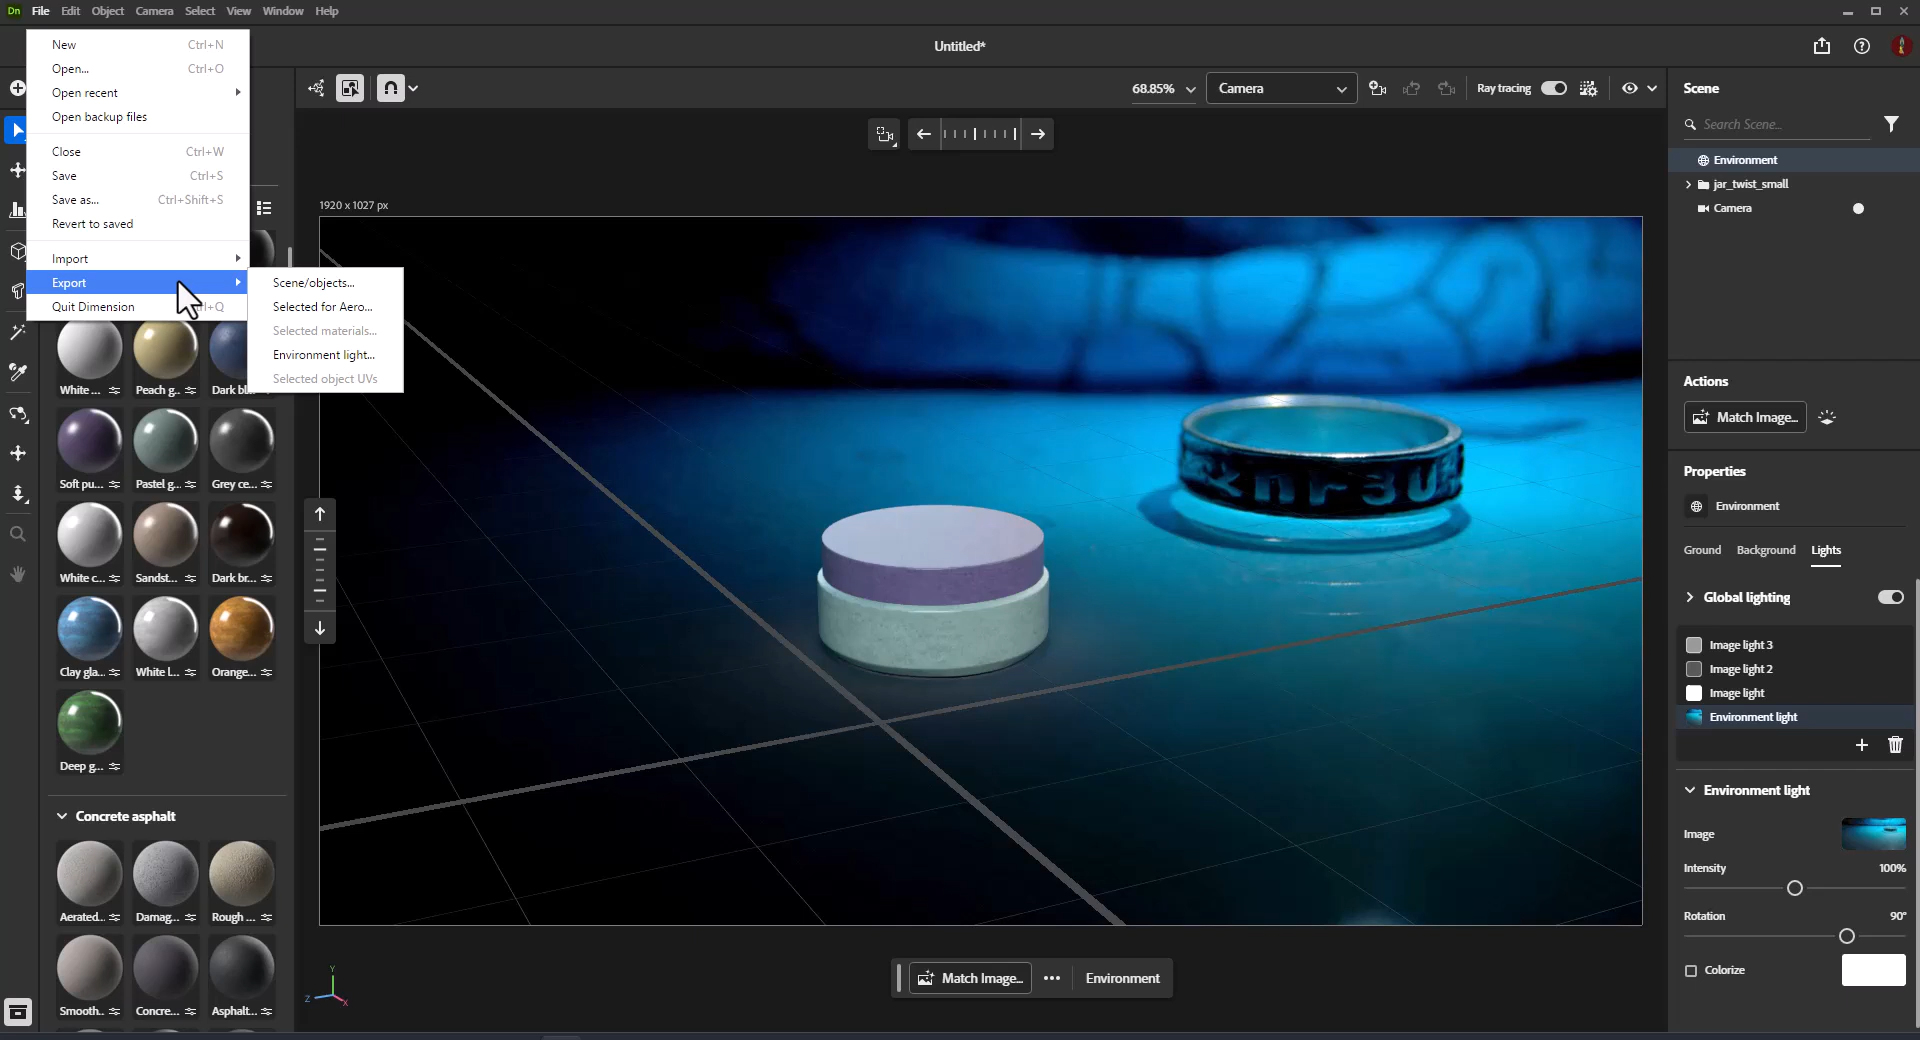 Dn File Edit Object Camera Select View Window Help
Untitled*
New Ctrl+N
Open... Ctrl+O
Open recent
Open backup files
Close Ctrl+W
Save Ctrl+S
Save as... Ctrl+Shift+S
Revert to saved
Import
Export
Quit Dimension
Scene/objects...
Selected for Aero...
Selected materials...
Environment light...
Selected object UVs
68.85%
Camera
Ray tracing
1920 x 1027 px
White ... Peach g...
Soft pu... Pastel g... Grey ce...
White c... Sandst... Dark br...
Clay gla... White l... Orange...
Deep g...
Concrete asphalt
Aerated... Damag... Rough ...
Smooth... Concre... Asphalt...
Y
Z X
Match Image... Environment
Scene
Search Scene...
Environment
jar_twist_small
Camera
Actions
Match Image...
Properties
Environment
Ground Background Lights
Global lighting
Image light 3
Image light 2
Image light
Environment light
Environment light
Image
Intensity 100%
Rotation 90°
Colorize